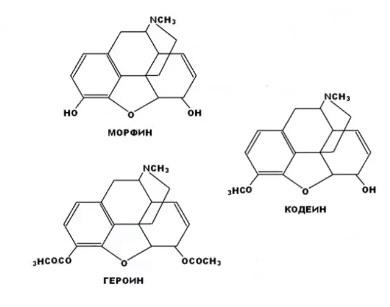 NCH₃
HO
O
OH
МОРФИН
NCH₃
₃HCO
O
OH
КОДЕИН
NCH₃
₃HCOCO
O
OCOCH₃
ГЕРОИН